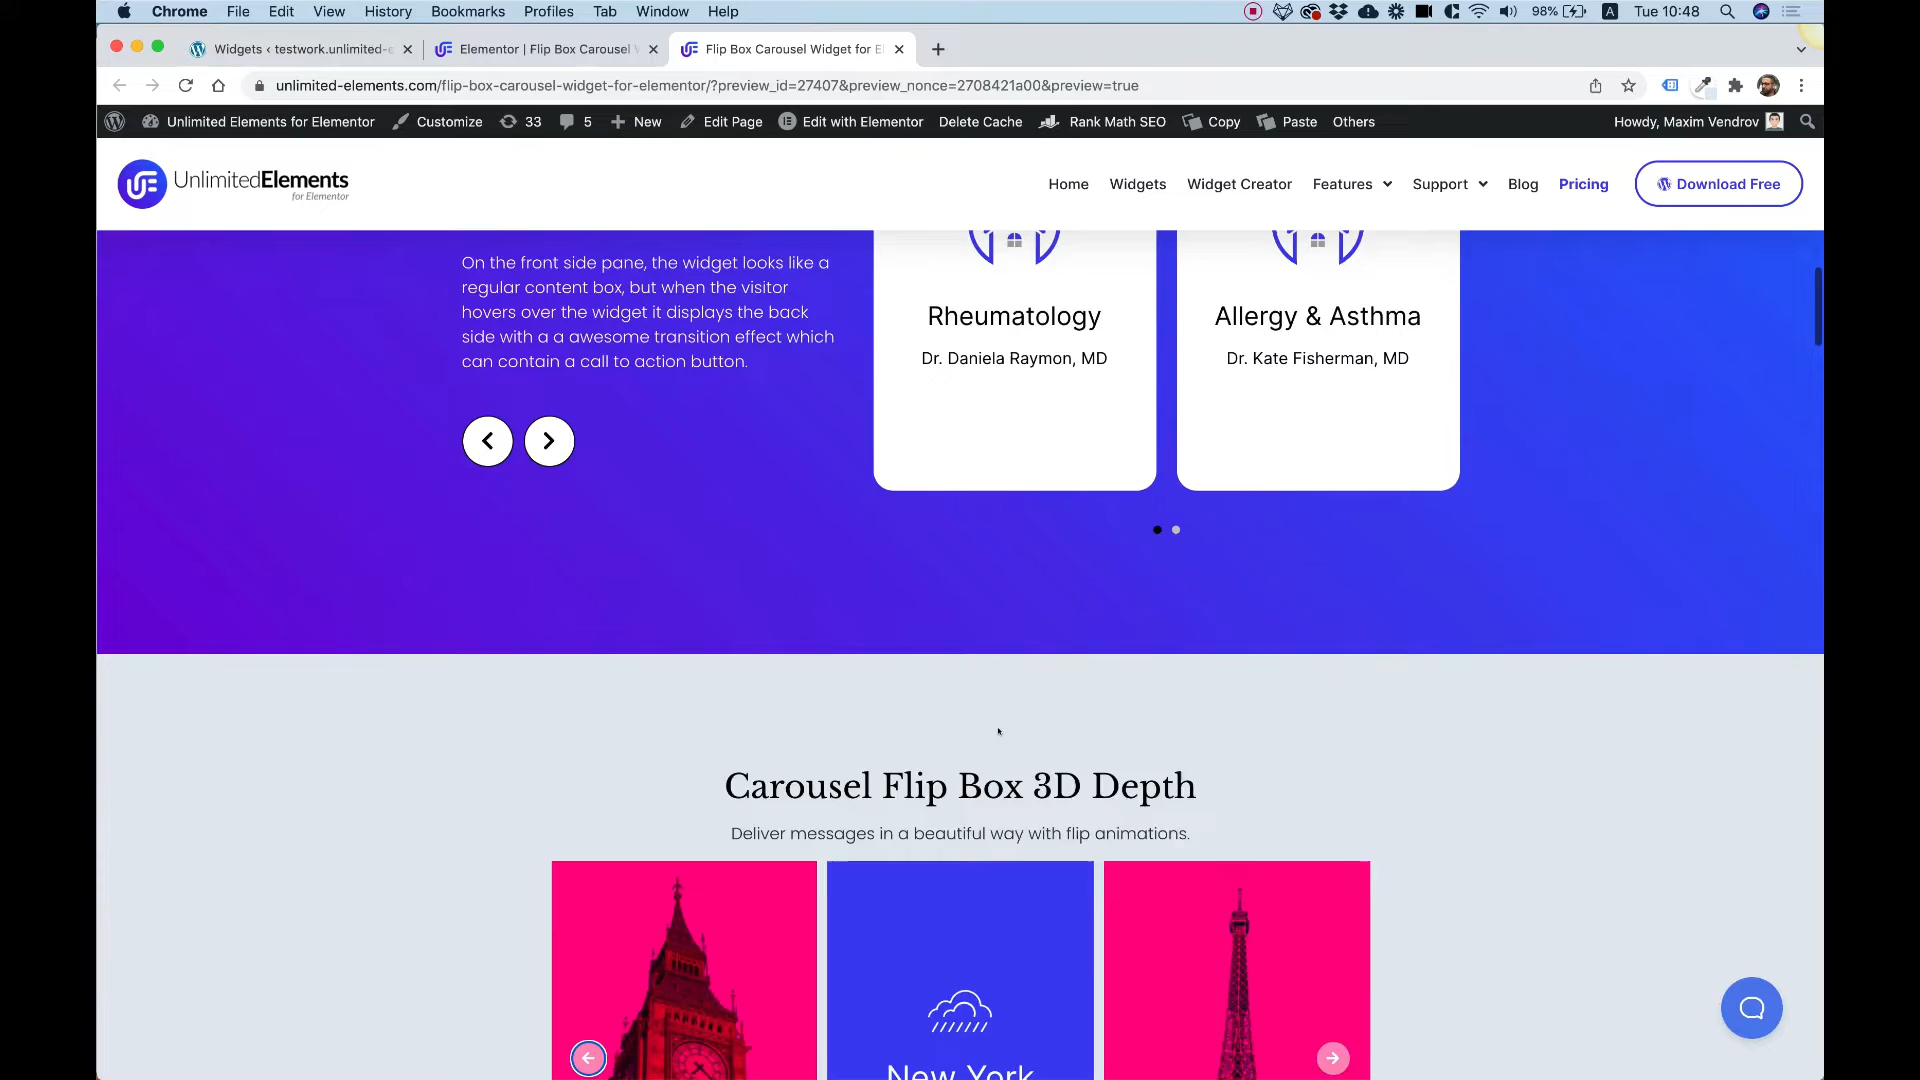 Chrome File Edit View History Bookmarks Profiles Tab Window Help
98% A Tue 10:48
Widgets ‹ testwork.unlimited-e
Elementor | Flip Box Carousel
Flip Box Carousel Widget for E
unlimited-elements.com/flip-box-carousel-widget-for-elementor/?preview_id=27407&preview_nonce=2708421a00&preview=true
Unlimited Elements for Elementor Customize 33 5 New Edit Page Edit with Elementor Delete Cache Rank Math SEO Copy Paste Others
Howdy, Maxim Vendrov
UnlimitedElements
for Elementor
Home Widgets Widget Creator Features Support Blog Pricing Download Free
On the front side pane, the widget looks like a
regular content box, but when the visitor
hovers over the widget it displays the back
side with a a awesome transition effect which
can contain a call to action button.
Rheumatology
Dr. Daniela Raymon, MD
Allergy & Asthma
Dr. Kate Fisherman, MD
Carousel Flip Box 3D Depth
Deliver messages in a beautiful way with flip animations.
New York